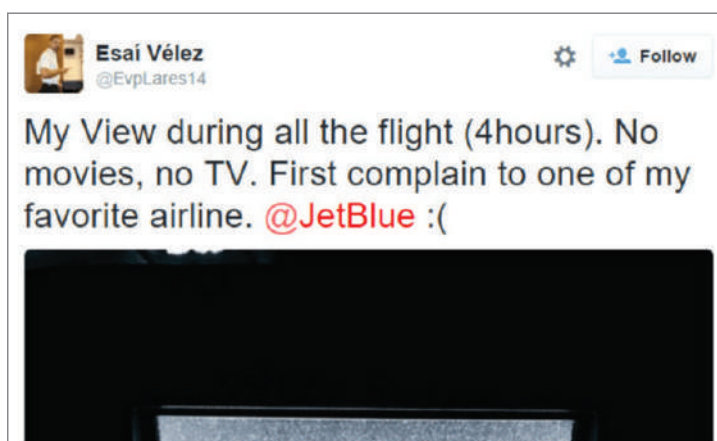 Esaí Vélez
@EvpLares14
Follow
My View during all the flight (4hours). No
movies, no TV. First complain to one of my
favorite airline. @JetBlue :(